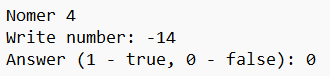 Nomer 4
Write number: -14
Answer (1 - true, 0 - false): 0